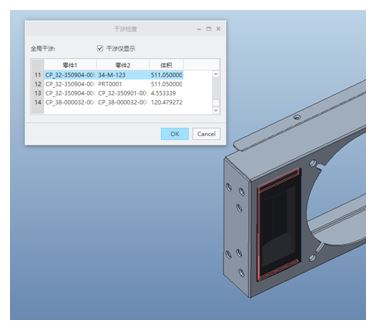 干涉检查
全局干涉: 干涉仅显示
零件1 零件2 体积
11 CP_32-350904-00 34-M-123 511.050000
12 CP_32-350904-00 PRT0001 511.050000
13 CP_32-350904-00 CP_32-350901-00 4.553339
14 CP_38-000032-00 CP_38-000032-00 120.479272
OK Cancel